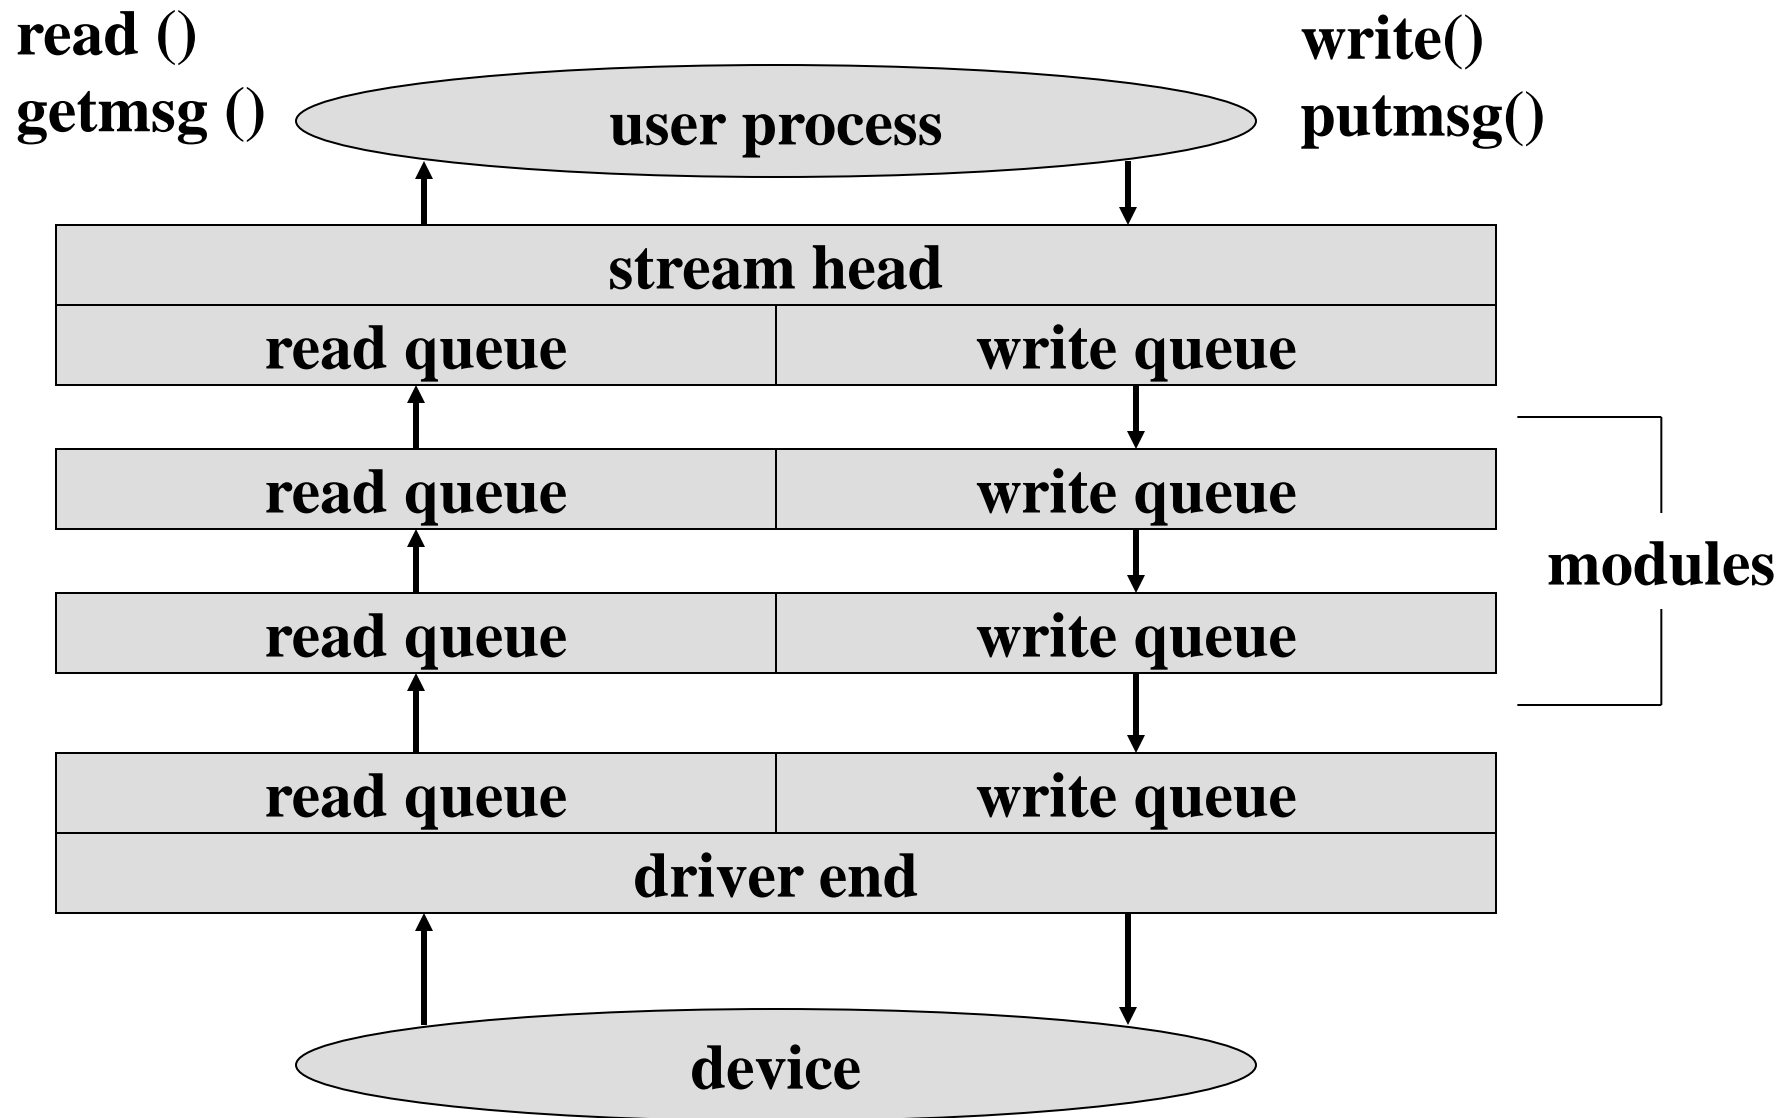 read ()
getmsg ()
write()
putmsg()
user process
stream head
read queue
write queue
read queue
write queue
modules
read queue
write queue
read queue
write queue
driver end
device